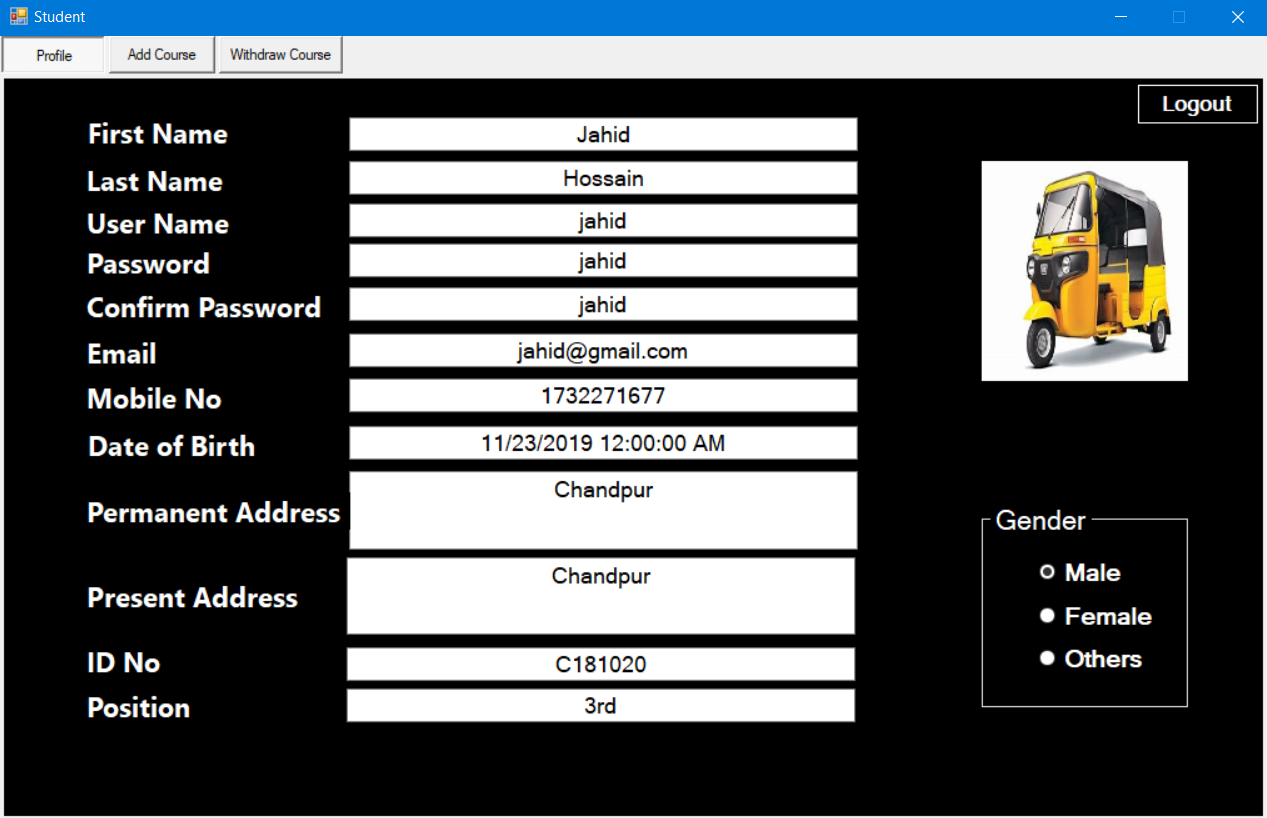 Student
Profile Add Course Withdraw Course
Logout
First Name Jahid
Last Name Hossain
User Name jahid
Password jahid
Confirm Password jahid
Email jahid@gmail.com
Mobile No 1732271677
Date of Birth 11/23/2019 12:00:00 AM
Permanent Address Chandpur
Present Address Chandpur
ID No C181020
Position 3rd
Gender
Male
Female
Others